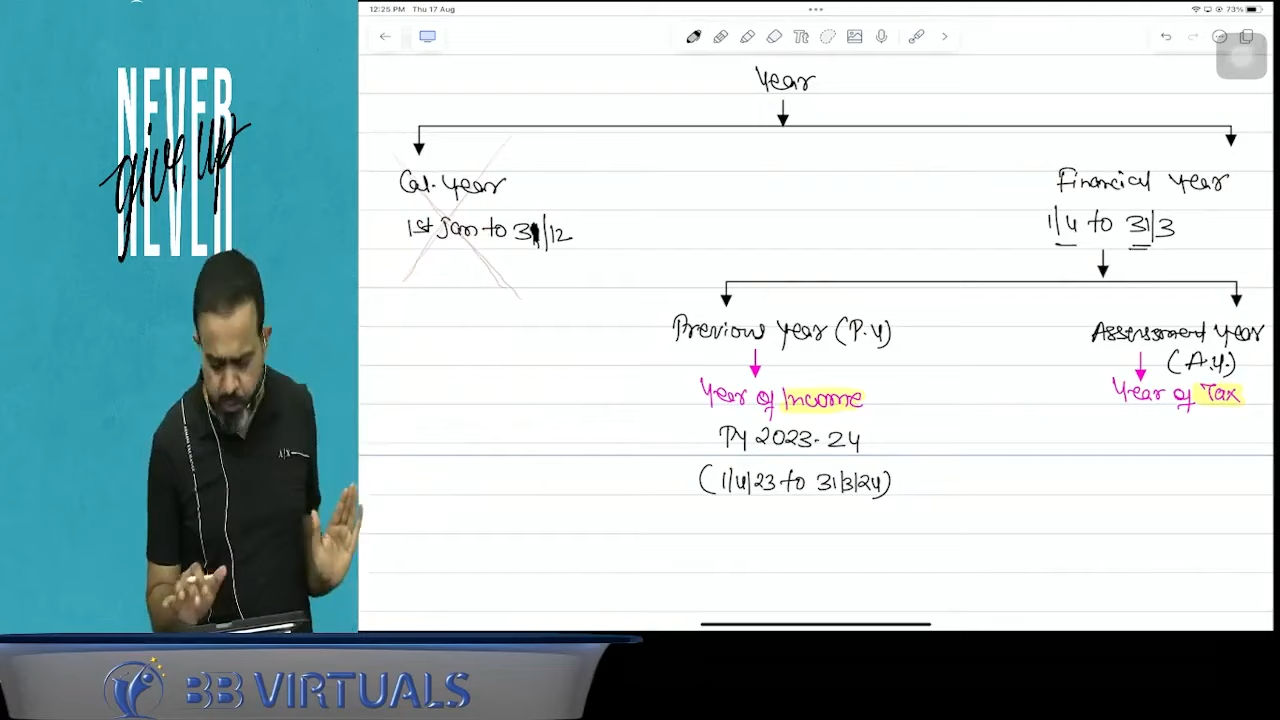 12:25 PM Thu 17 Aug
73%
NEVER
give up
NEVER
Year
Cal. Year
1st Jan to 31/12
Financial Year
1/4 to 31/3
Previous Year (P.Y)
Assessment Year
(A.Y.)
Year of Income
Year of Tax
PY 2023-24
(1/4/23 to 31/3/24)
A|X
BB VIRTUALS